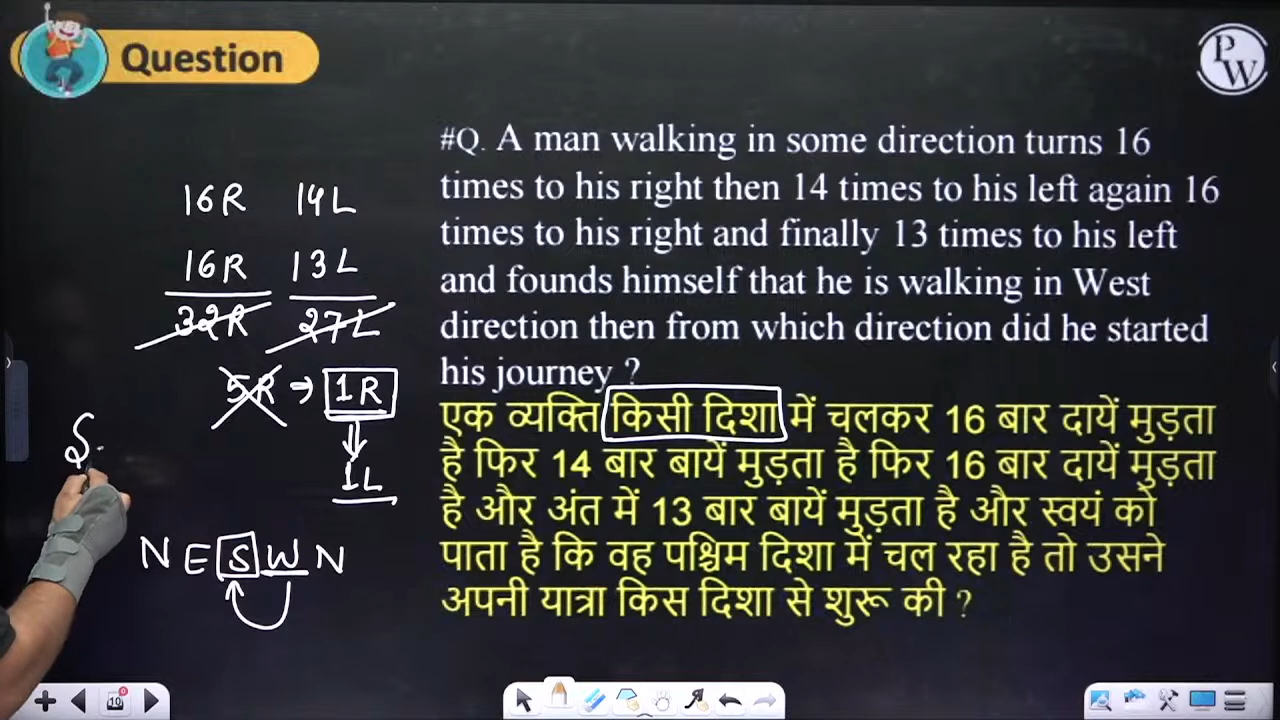 Question
PW
#Q. A man walking in some direction turns 16
times to his right then 14 times to his left again 16
times to his right and finally 13 times to his left
and founds himself that he is walking in West
direction then from which direction did he started
his journey ?
एक व्यक्ति किसी दिशा में चलकर 16 बार दायें मुड़ता
है फिर 14 बार बायें मुड़ता है फिर 16 बार दायें मुड़ता
है और अंत में 13 बार बायें मुड़ता है और स्वयं को
पाता है कि वह पश्चिम दिशा में चल रहा है तो उसने
अपनी यात्रा किस दिशा से शुरू की ?
16R 14L
16R 13L
32R 27L
5R → 1R
1L
S
N E S W N
10